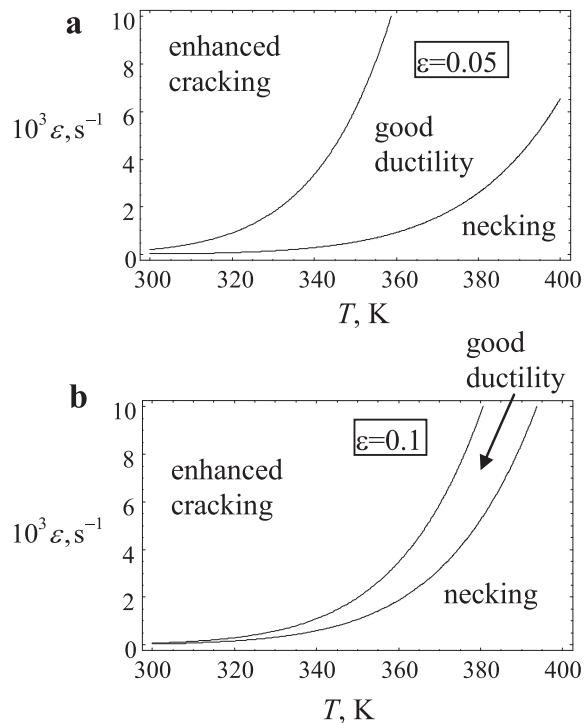 a
10
8
6
4
2
0
10³ ε, s⁻¹
enhanced
cracking
ε=0.05
good
ductility
necking
300 320 340 360 380 400
T, K
good
ductility
b
10
8
6
4
2
0
10³ ε, s⁻¹
enhanced
cracking
ε=0.1
necking
300 320 340 360 380 400
T, K